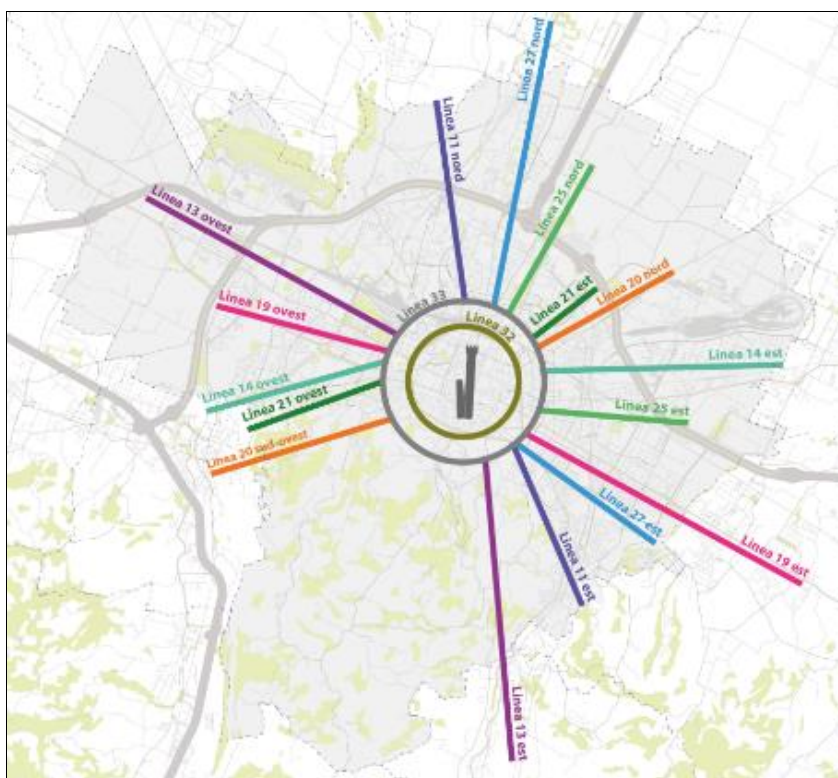 Linea 27 nord
Linea 11 nord
Linea 25 nord
Linea 13 ovest
Linea 21 est
Linea 20 nord
Linea 33
Linea 19 ovest
Linea 32
Linea 14 est
Linea 14 ovest
Linea 21 ovest
Linea 25 est
Linea 20 sud-ovest
Linea 27 est
Linea 19 est
Linea 11 est
Linea 13 est